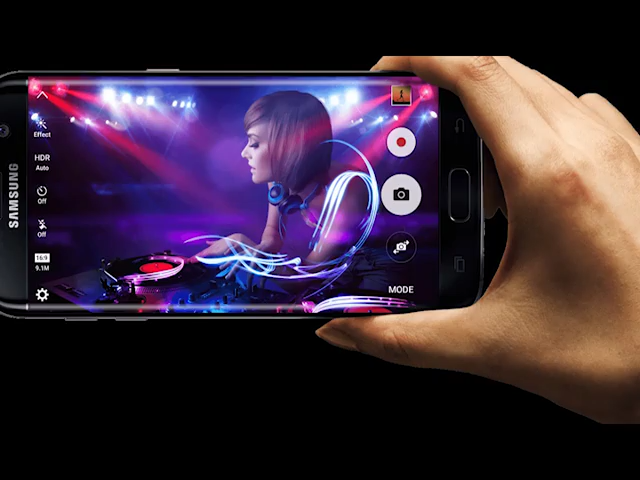 SAMSUNG
Effect
HDR
Auto
Off
Off
16:9
9.1M
MODE